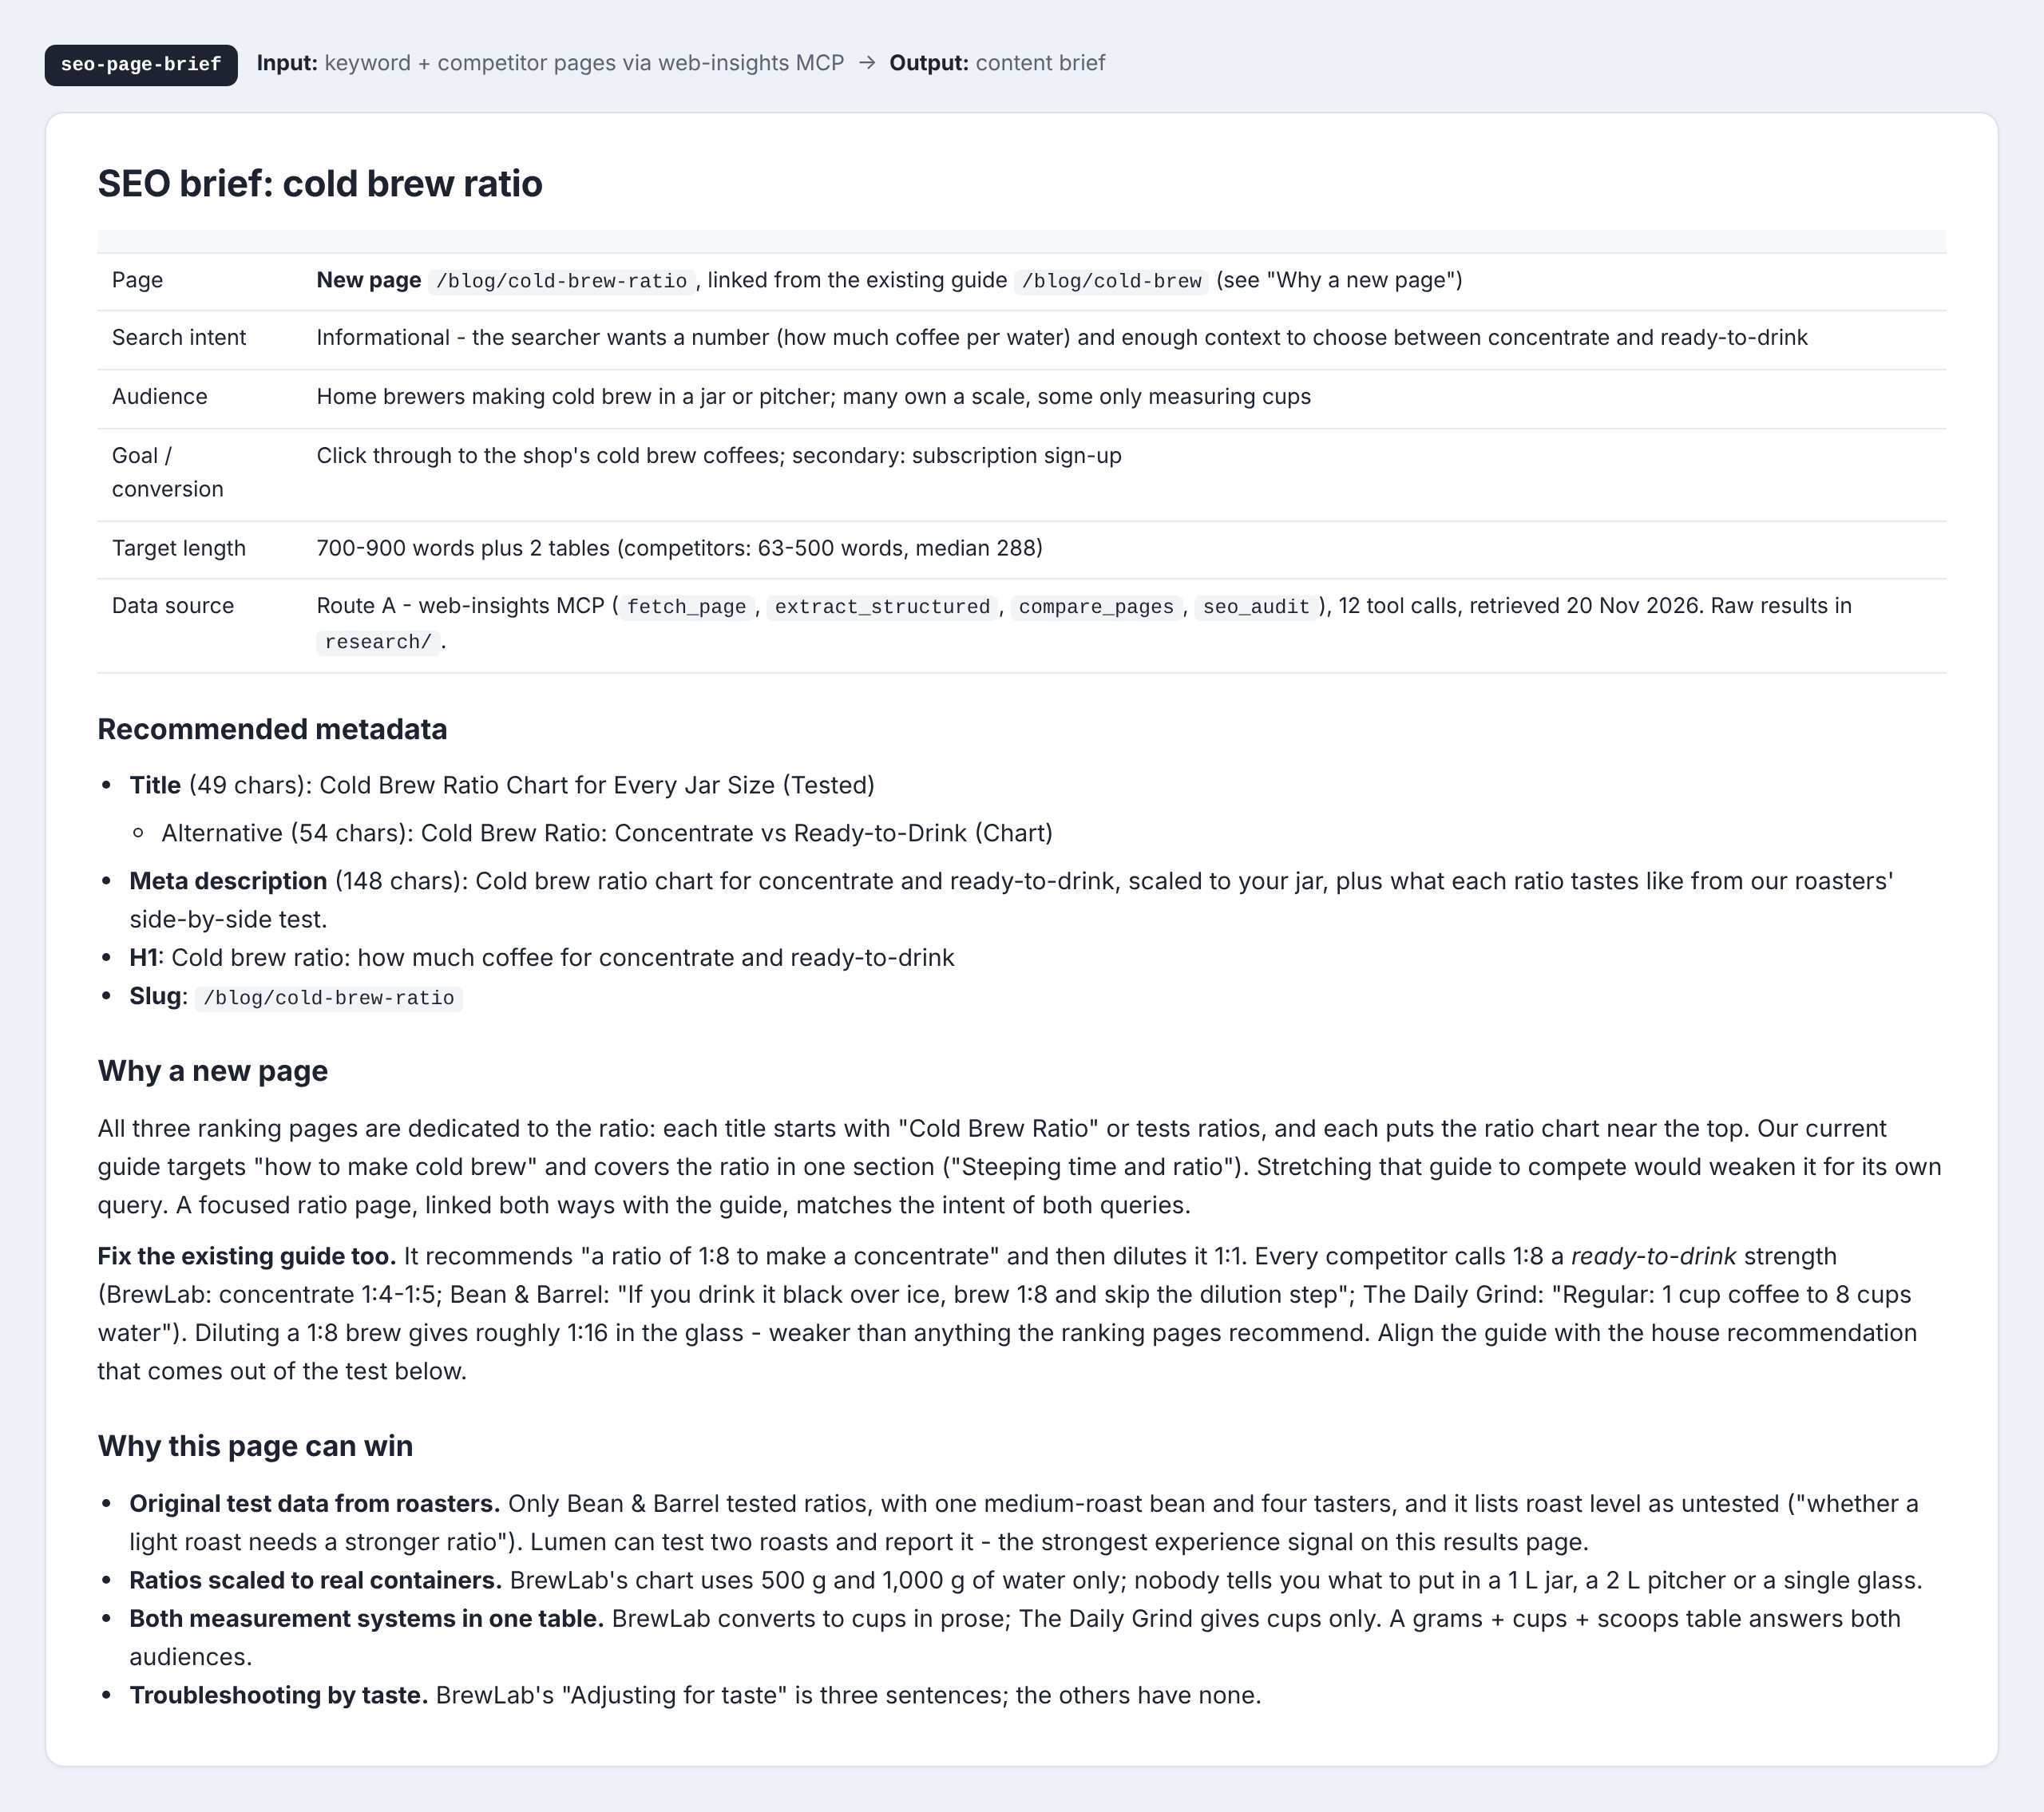 seo-page-brief Input: keyword + competitor pages via web-insights MCP → Output: content brief
SEO brief: cold brew ratio
Page New page /blog/cold-brew-ratio, linked from the existing guide /blog/cold-brew (see "Why a new page")
Search intent Informational - the searcher wants a number (how much coffee per water) and enough context to choose between concentrate and ready-to-drink
Audience Home brewers making cold brew in a jar or pitcher; many own a scale, some only measuring cups
Goal / Click through to the shop's cold brew coffees; secondary: subscription sign-up
conversion
Target length 700-900 words plus 2 tables (competitors: 63-500 words, median 288)
Data source Route A - web-insights MCP (fetch_page, extract_structured, compare_pages, seo_audit), 12 tool calls, retrieved 20 Nov 2026. Raw results in
research/.
Recommended metadata
• Title (49 chars): Cold Brew Ratio Chart for Every Jar Size (Tested)
◦ Alternative (54 chars): Cold Brew Ratio: Concentrate vs Ready-to-Drink (Chart)
• Meta description (148 chars): Cold brew ratio chart for concentrate and ready-to-drink, scaled to your jar, plus what each ratio tastes like from our roasters'
side-by-side test.
• H1: Cold brew ratio: how much coffee for concentrate and ready-to-drink
• Slug: /blog/cold-brew-ratio
Why a new page
All three ranking pages are dedicated to the ratio: each title starts with "Cold Brew Ratio" or tests ratios, and each puts the ratio chart near the top. Our current
guide targets "how to make cold brew" and covers the ratio in one section ("Steeping time and ratio"). Stretching that guide to compete would weaken it for its own
query. A focused ratio page, linked both ways with the guide, matches the intent of both queries.
Fix the existing guide too. It recommends "a ratio of 1:8 to make a concentrate" and then dilutes it 1:1. Every competitor calls 1:8 a ready-to-drink strength
(BrewLab: concentrate 1:4-1:5; Bean & Barrel: "If you drink it black over ice, brew 1:8 and skip the dilution step"; The Daily Grind: "Regular: 1 cup coffee to 8 cups
water"). Diluting a 1:8 brew gives roughly 1:16 in the glass - weaker than anything the ranking pages recommend. Align the guide with the house recommendation
that comes out of the test below.
Why this page can win
• Original test data from roasters. Only Bean & Barrel tested ratios, with one medium-roast bean and four tasters, and it lists roast level as untested ("whether a
light roast needs a stronger ratio"). Lumen can test two roasts and report it - the strongest experience signal on this results page.
• Ratios scaled to real containers. BrewLab's chart uses 500 g and 1,000 g of water only; nobody tells you what to put in a 1 L jar, a 2 L pitcher or a single glass.
• Both measurement systems in one table. BrewLab converts to cups in prose; The Daily Grind gives cups only. A grams + cups + scoops table answers both
audiences.
• Troubleshooting by taste. BrewLab's "Adjusting for taste" is three sentences; the others have none.